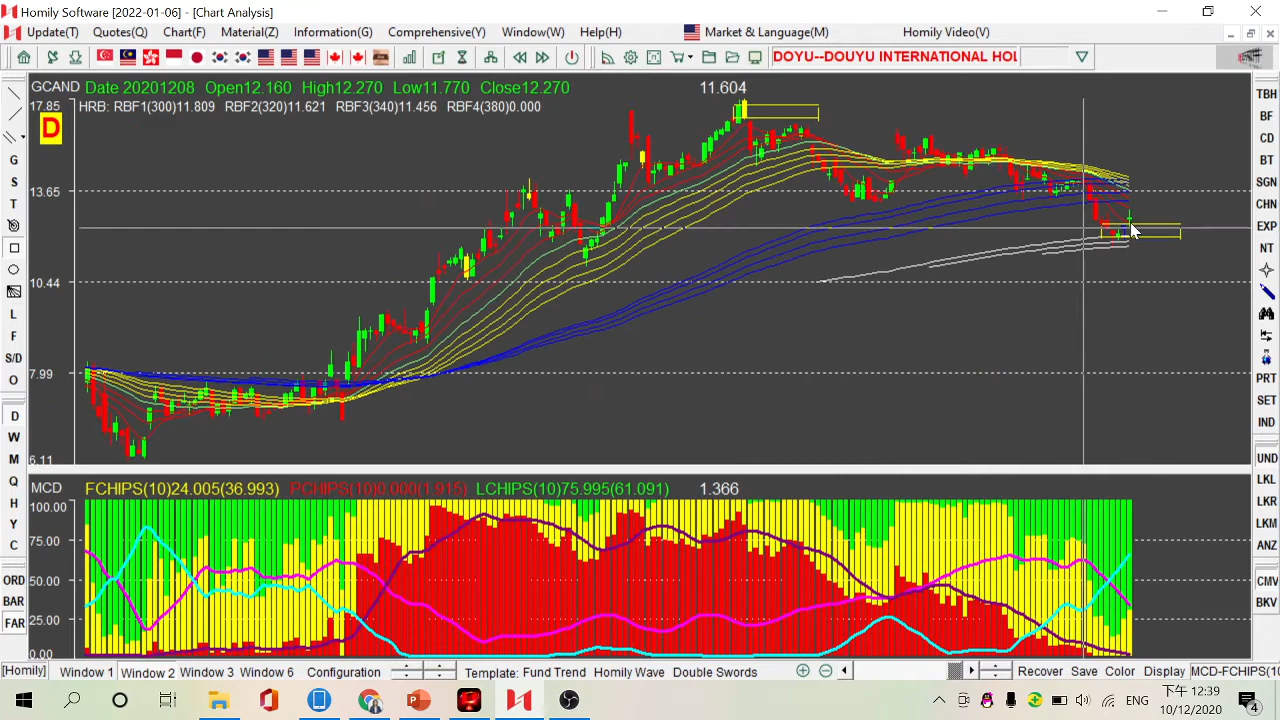 Homily Software [2022-01-06] - [Chart Analysis]
Update(T) Quotes(Z) Chart(F) Material(Z) Information(G) Comprehensive(Y) Window(W) Help(H) Market & Language(M) Homily Video(V)
DOYU--DOUYU INTERNATIONAL HOL
GCAND Date 20201208 Open12.160 High12.270 Low11.770 Close12.270 11.604
17.85 HRB: RBF1(300)11.809 RBF2(320)11.621 RBF3(340)11.456 RBF4(380)0.000
D
13.65
10.44
7.99
6.11
MCD FCHIPS(10)24.005(36.993) PCHIPS(10)0.000(1.915) LCHIPS(10)75.995(61.091) 1.366
100.00
75.00
50.00
25.00
0.00
G
S
T
L
F
S/D
O
D
W
M
Q
H
Y
C
ORD
BAR
FAR
TBH
BF
CD
BT
SGN
CHN
EXP
NT
PRT
SET
IND
UND
LKL
LKR
LKM
ANZ
CMV
BKV
[Homily] Window 1 Window 2 Window 3 Window 6 Configuration Template: Fund Trend Homily Wave Double Swords Recover Save Color Display MCD-FCHIPS(10
ENG 下午 12:39
10/12/2020
4